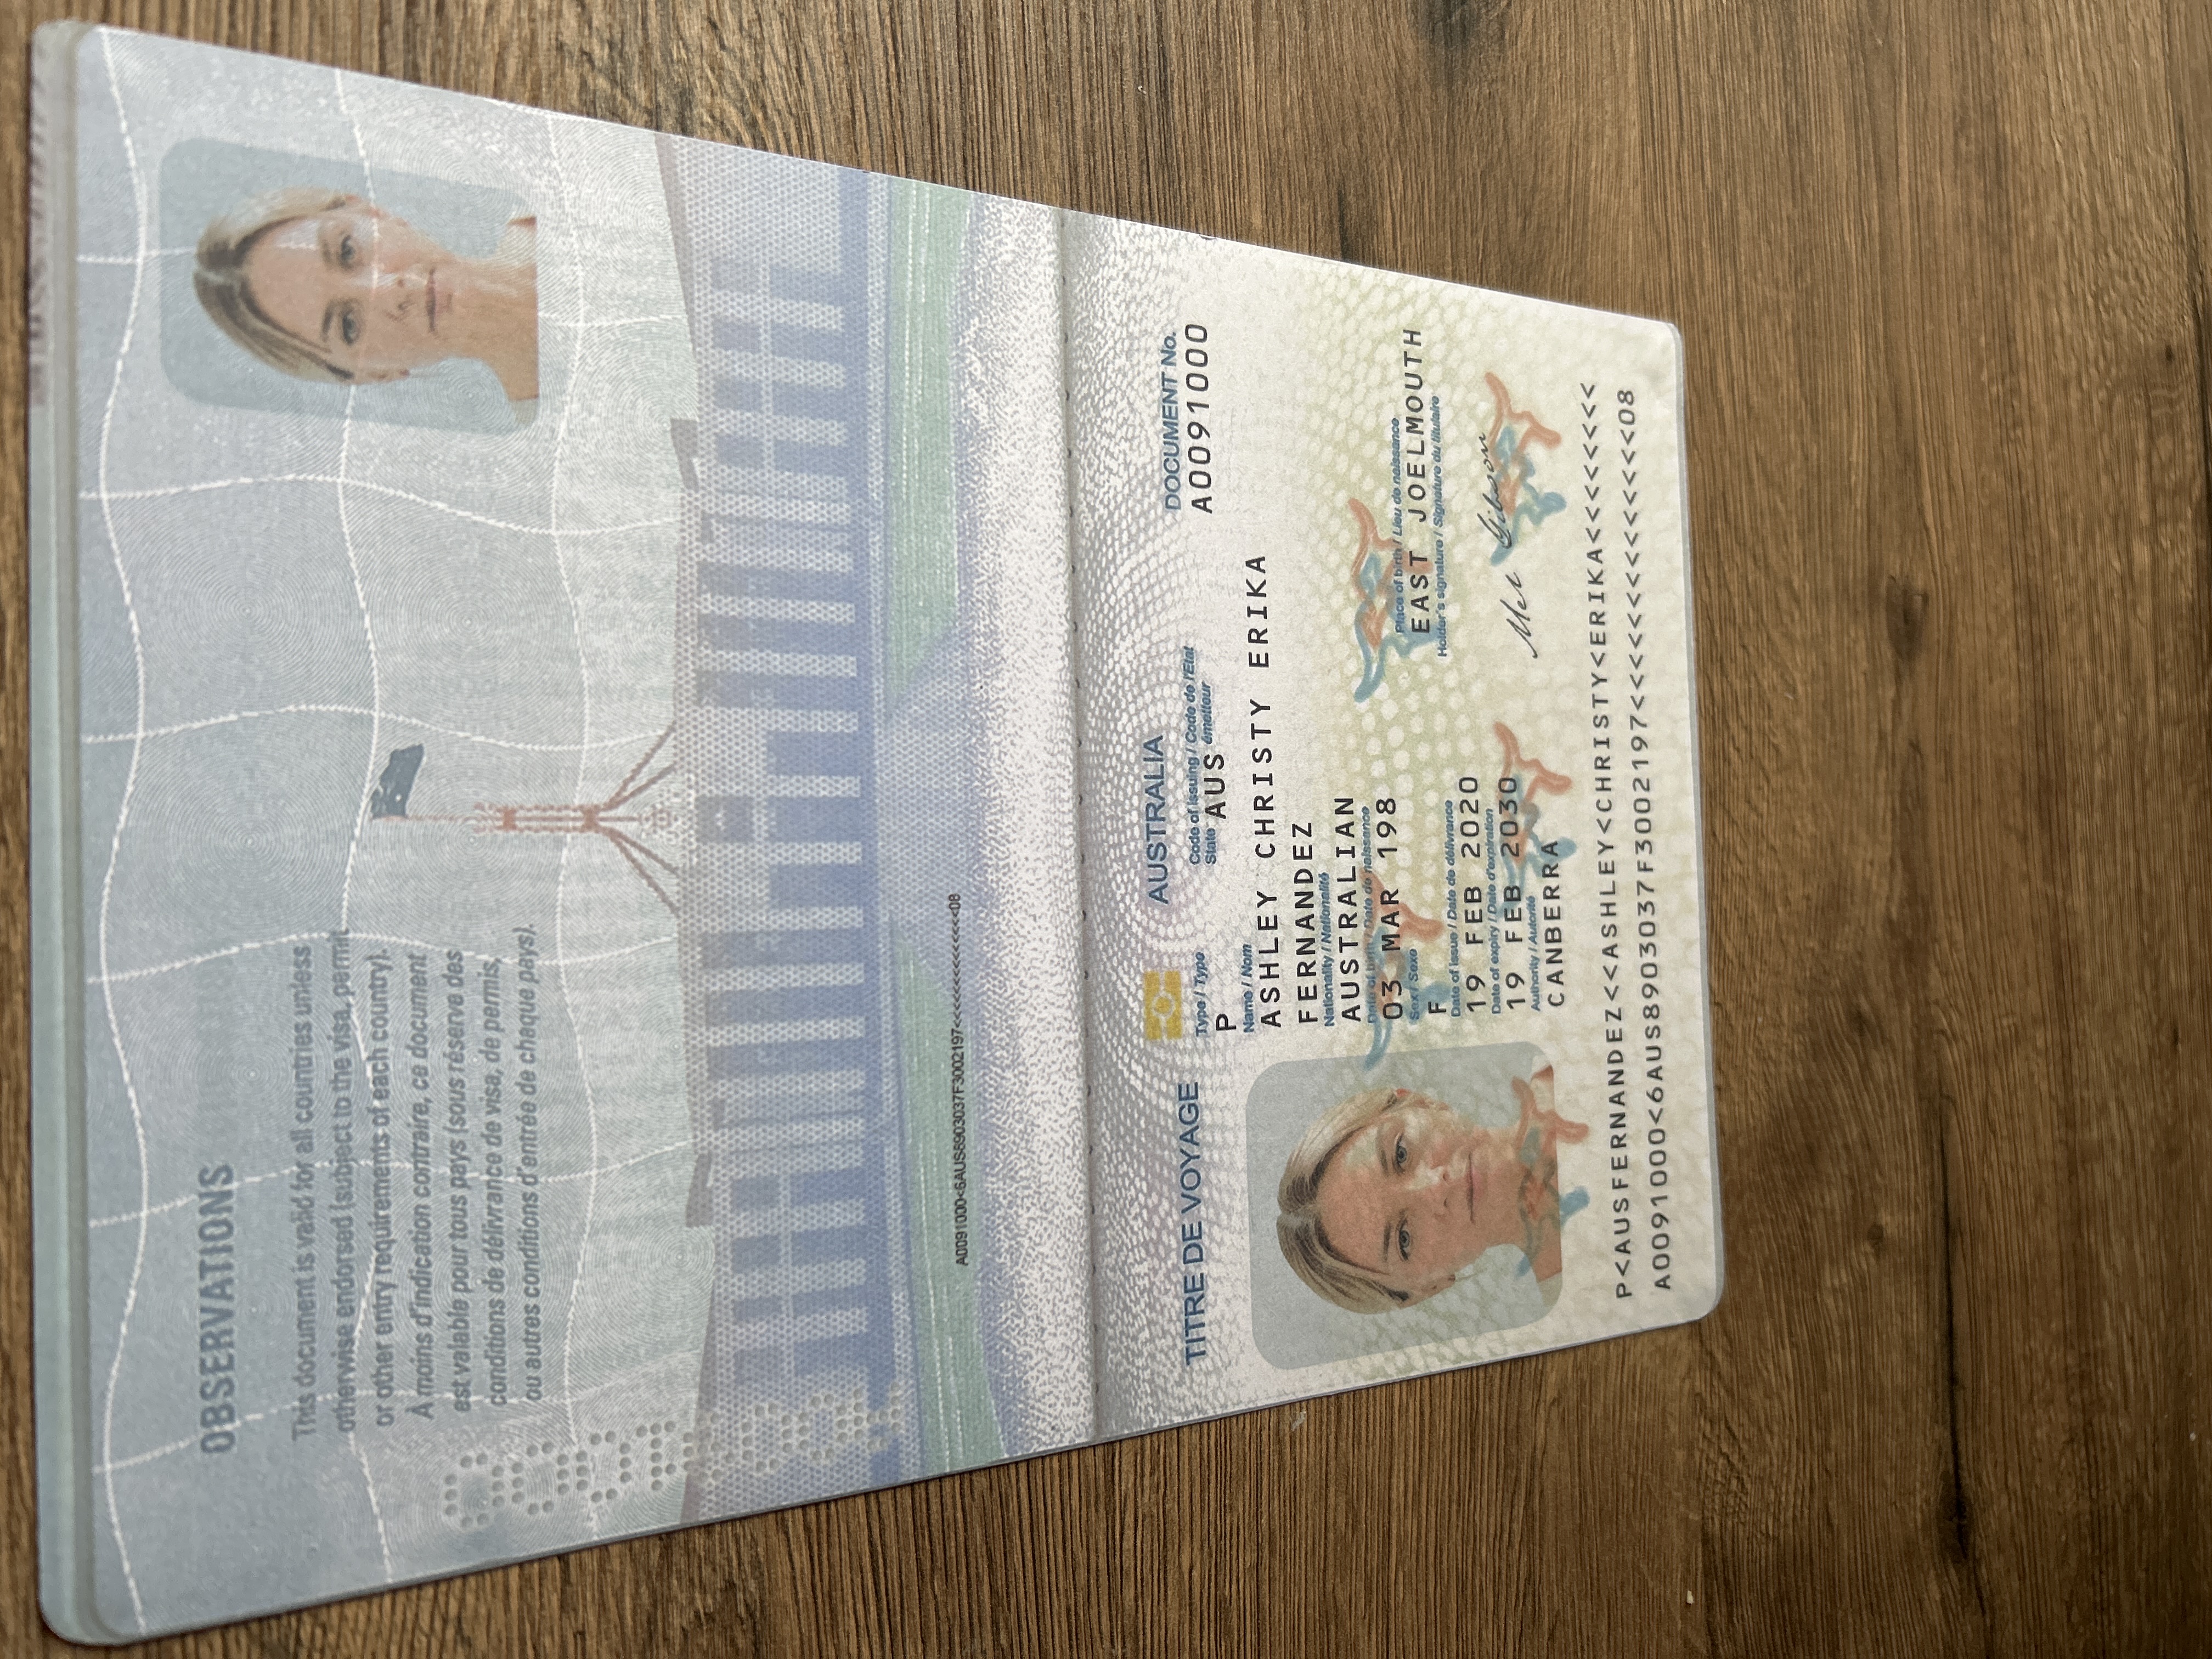 OBSERVATIONS
This document is valid for all countries unless
otherwise endorsed (subject to the visa, permit
or other entry requirements of each country).
A moins d'indication contraire, ce document
est valable pour tous pays (sous réserve des
conditions de délivrance de visa, de permis,
ou autres conditions d'entrée de chaque pays).
A0091000<6AUS8903037F3002197<<<<<<<<<<<<<<08
TITRE DE VOYAGE
AUSTRALIA
DOCUMENT No.
A0091000
Type / Type
P
Code of issuing / Code de l'État
State AUS émetteur
Name / Nom
ASHLEY CHRISTY ERIKA
FERNANDEZ
Nationality / Nationalité
AUSTRALIAN
Date of birth / Date de naissance
03 MAR 198
Sex / Sexe
F
Place of birth / Lieu de naissance
EAST JOELMOUTH
Date of issue / Date de délivrance
19 FEB 2020
Holder's signature / Signature du titulaire
Mel Gibson
Date of expiry / Date d'expiration
19 FEB 2030
Authority / Autorité
CANBERRA
P<AUSFERNANDEZ<<ASHLEY<CHRISTY<ERIKA<<<<<<<<
A0091000<6AUS8903037F3002197<<<<<<<<<<<<<<08